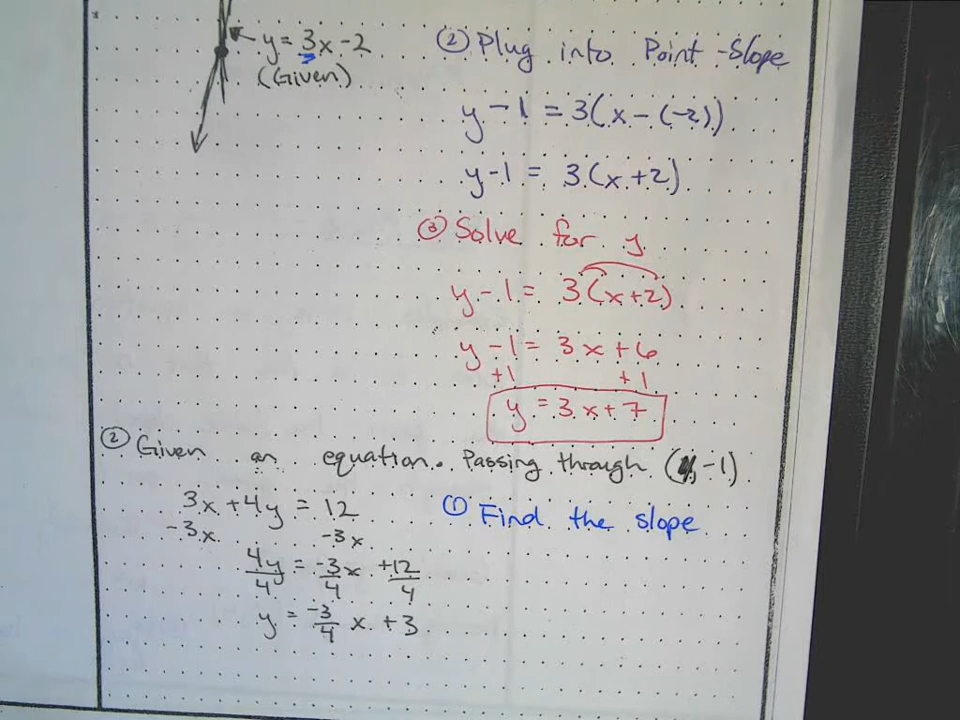 y = 3x - 2
(Given)
② Plug into Point-Slope
y - 1 = 3(x - (-2))
y - 1 = 3(x + 2)
③ Solve for y
y - 1 = 3(x + 2)
y - 1 = 3x + 6
+1 +1
y = 3x + 7
② Given an equation. Passing through ( , -1)
3x + 4y = 12
-3x -3x
4y/4 = -3/4 x +12/4
y = -3/4 x + 3
① Find the slope